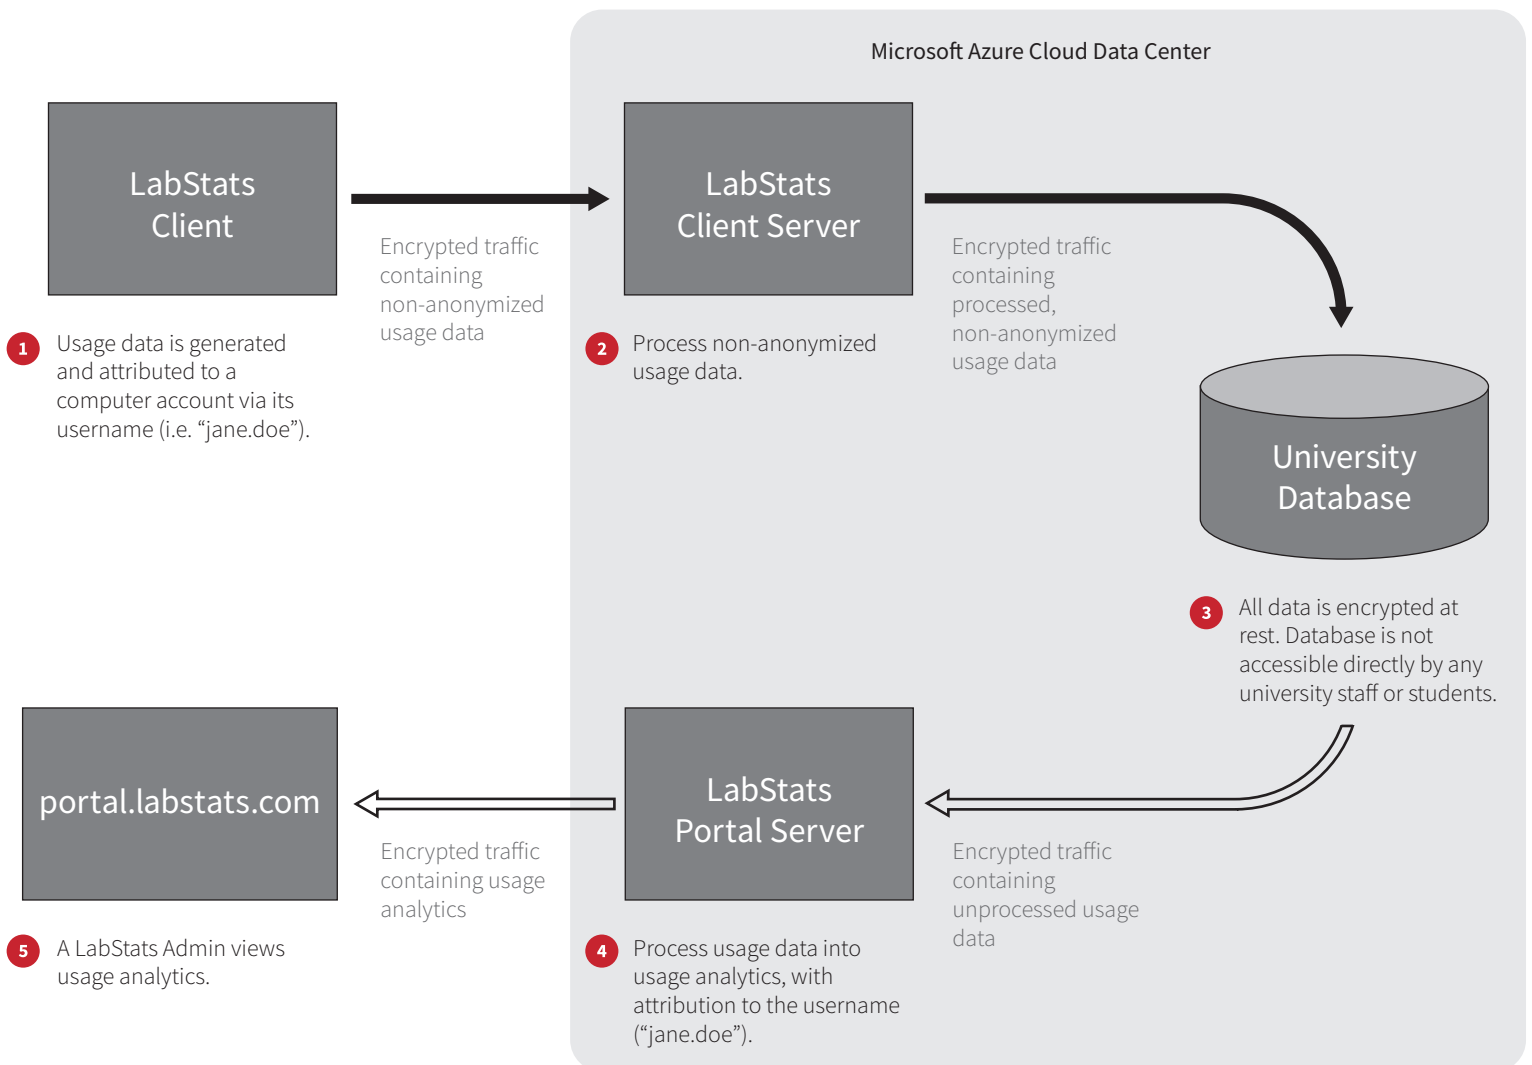 Microsoft Azure Cloud Data Center
LabStats
Client
Encrypted traffic
containing
non-anonymized
usage data
1
Usage data is generated
and attributed to a
computer account via its
username (i.e. “jane.doe”).
LabStats
Client Server
Encrypted traffic
containing
processed,
non-anonymized
usage data
2
Process non-anonymized
usage data.
University
Database
3
All data is encrypted at
rest. Database is not
accessible directly by any
university staff or students.
Encrypted traffic
containing
unprocessed usage
data
LabStats
Portal Server
4
Process usage data into
usage analytics, with
attribution to the username
(“jane.doe”).
Encrypted traffic
containing usage
analytics
portal.labstats.com
5
A LabStats Admin views
usage analytics.